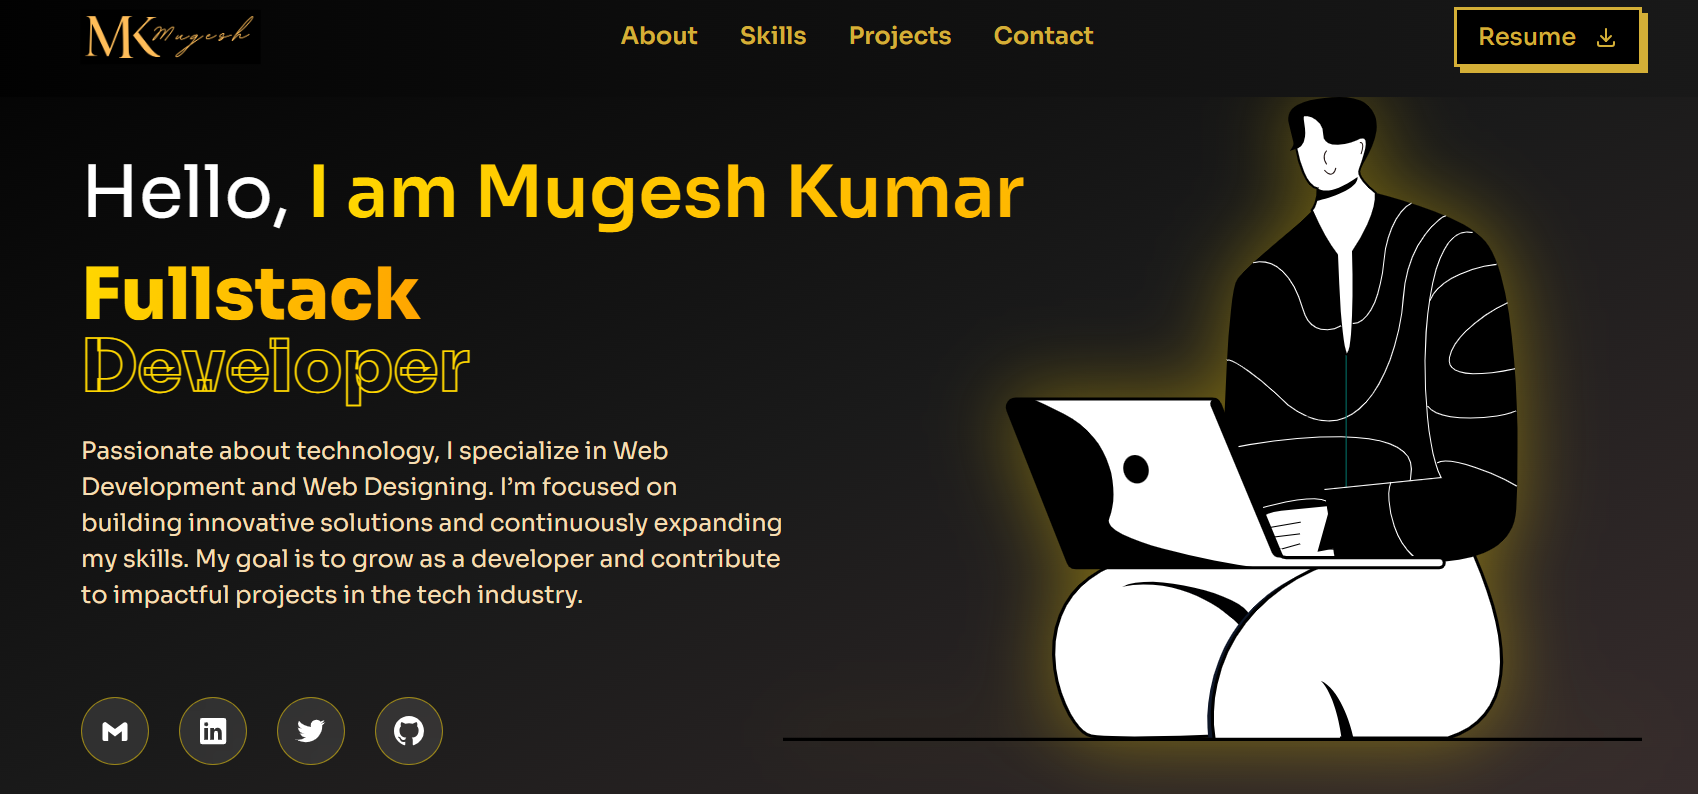 MK Mugesh
About Skills Projects Contact
Resume
Hello, I am Mugesh Kumar
Fullstack
Developer
Passionate about technology, I specialize in Web
Development and Web Designing. I’m focused on
building innovative solutions and continuously expanding
my skills. My goal is to grow as a developer and contribute
to impactful projects in the tech industry.
in